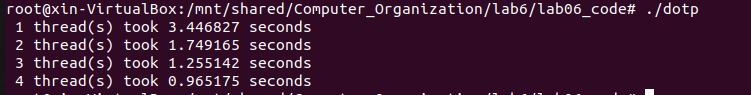 root@xin-VirtualBox:/mnt/shared/Computer_Organization/lab6/lab06_code# ./dotp
1 thread(s) took 3.446827 seconds
2 thread(s) took 1.749165 seconds
3 thread(s) took 1.255142 seconds
4 thread(s) took 0.965175 seconds